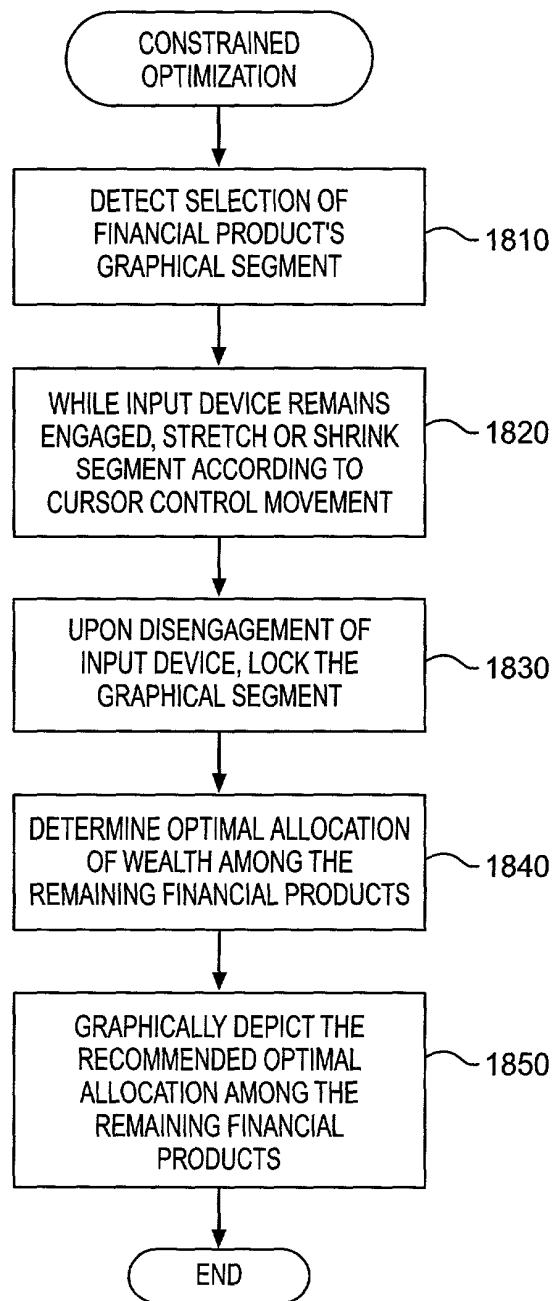 CONSTRAINED
OPTIMIZATION
DETECT SELECTION OF
FINANCIAL PRODUCT'S
GRAPHICAL SEGMENT
1810
WHILE INPUT DEVICE REMAINS
ENGAGED, STRETCH OR SHRINK
SEGMENT ACCORDING TO
CURSOR CONTROL MOVEMENT
1820
UPON DISENGAGEMENT OF
INPUT DEVICE, LOCK THE
GRAPHICAL SEGMENT
1830
DETERMINE OPTIMAL ALLOCATION
OF WEALTH AMONG THE
REMAINING FINANCIAL PRODUCTS
1840
GRAPHICALLY DEPICT THE
RECOMMENDED OPTIMAL
ALLOCATION AMONG THE
REMAINING FINANCIAL
PRODUCTS
1850
END